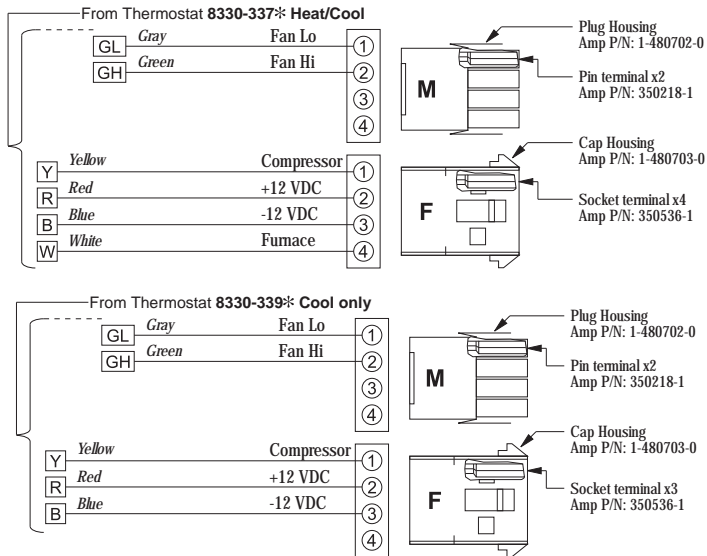 From Thermostat 8330-337* Heat/Cool
GL Gray Fan Lo 1
GH Green Fan Hi 2
3
4
Y Yellow Compressor 1
R Red +12 VDC 2
B Blue -12 VDC 3
W White Furnace 4
M
Plug Housing
Amp P/N: 1-480702-0
Pin terminal x2
Amp P/N: 350218-1
F
Cap Housing
Amp P/N: 1-480703-0
Socket terminal x4
Amp P/N: 350536-1
From Thermostat 8330-339* Cool only
GL Gray Fan Lo 1
GH Green Fan Hi 2
3
4
Y Yellow Compressor 1
R Red +12 VDC 2
B Blue -12 VDC 3
4
M
Plug Housing
Amp P/N: 1-480702-0
Pin terminal x2
Amp P/N: 350218-1
F
Cap Housing
Amp P/N: 1-480703-0
Socket terminal x3
Amp P/N: 350536-1